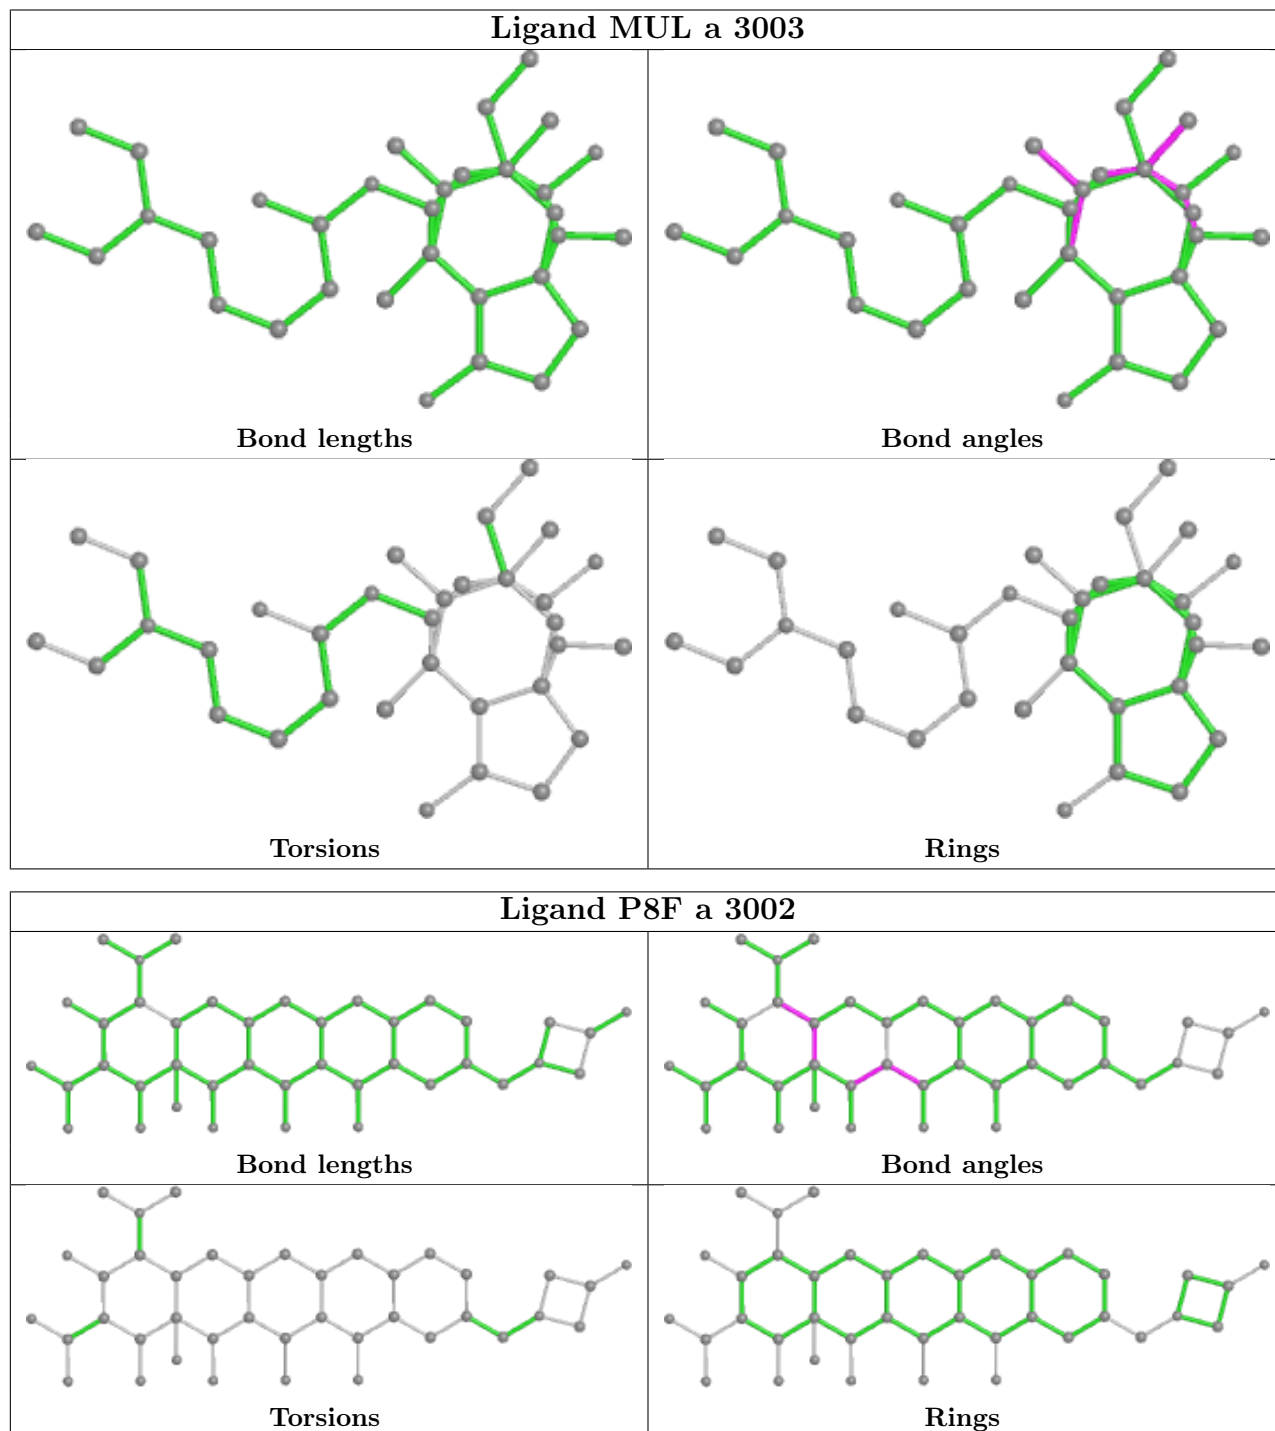 Ligand MUL a 3003
Bond lengths
Bond angles
Torsions
Rings
Ligand P8F a 3002
Bond lengths
Bond angles
Torsions
Rings